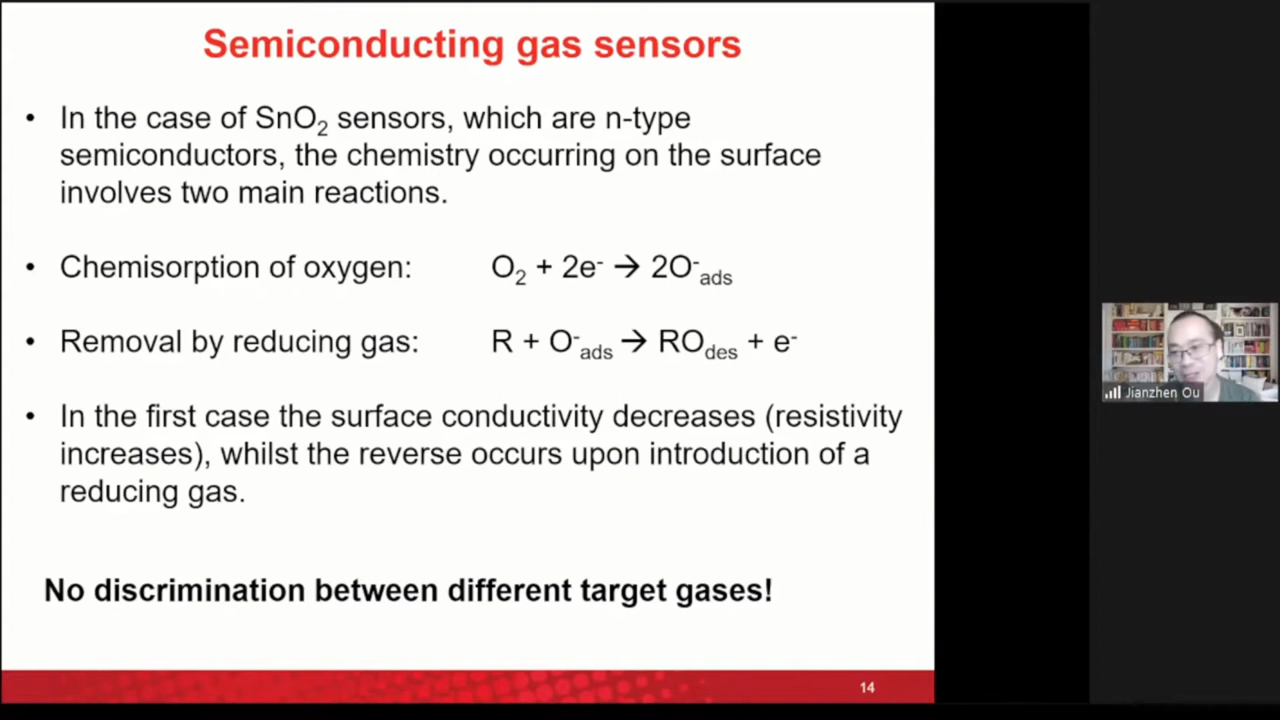 Semiconducting gas sensors
• In the case of SnO₂ sensors, which are n-type
semiconductors, the chemistry occurring on the surface
involves two main reactions.
• Chemisorption of oxygen: O₂ + 2e⁻ → 2O⁻ads
• Removal by reducing gas: R + O⁻ads → ROdes + e⁻
• In the first case the surface conductivity decreases (resistivity
increases), whilst the reverse occurs upon introduction of a
reducing gas.
No discrimination between different target gases!
14
Jianzhen Ou